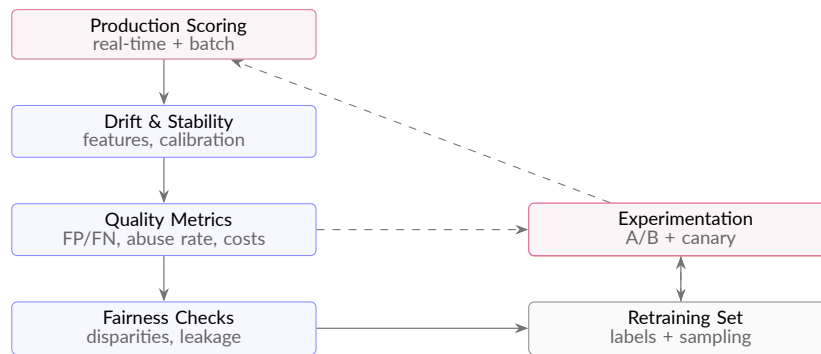 Production Scoring
real-time + batch
Drift & Stability
features, calibration
Quality Metrics
FP/FN, abuse rate, costs
Experimentation
A/B + canary
Fairness Checks
disparities, leakage
Retraining Set
labels + sampling